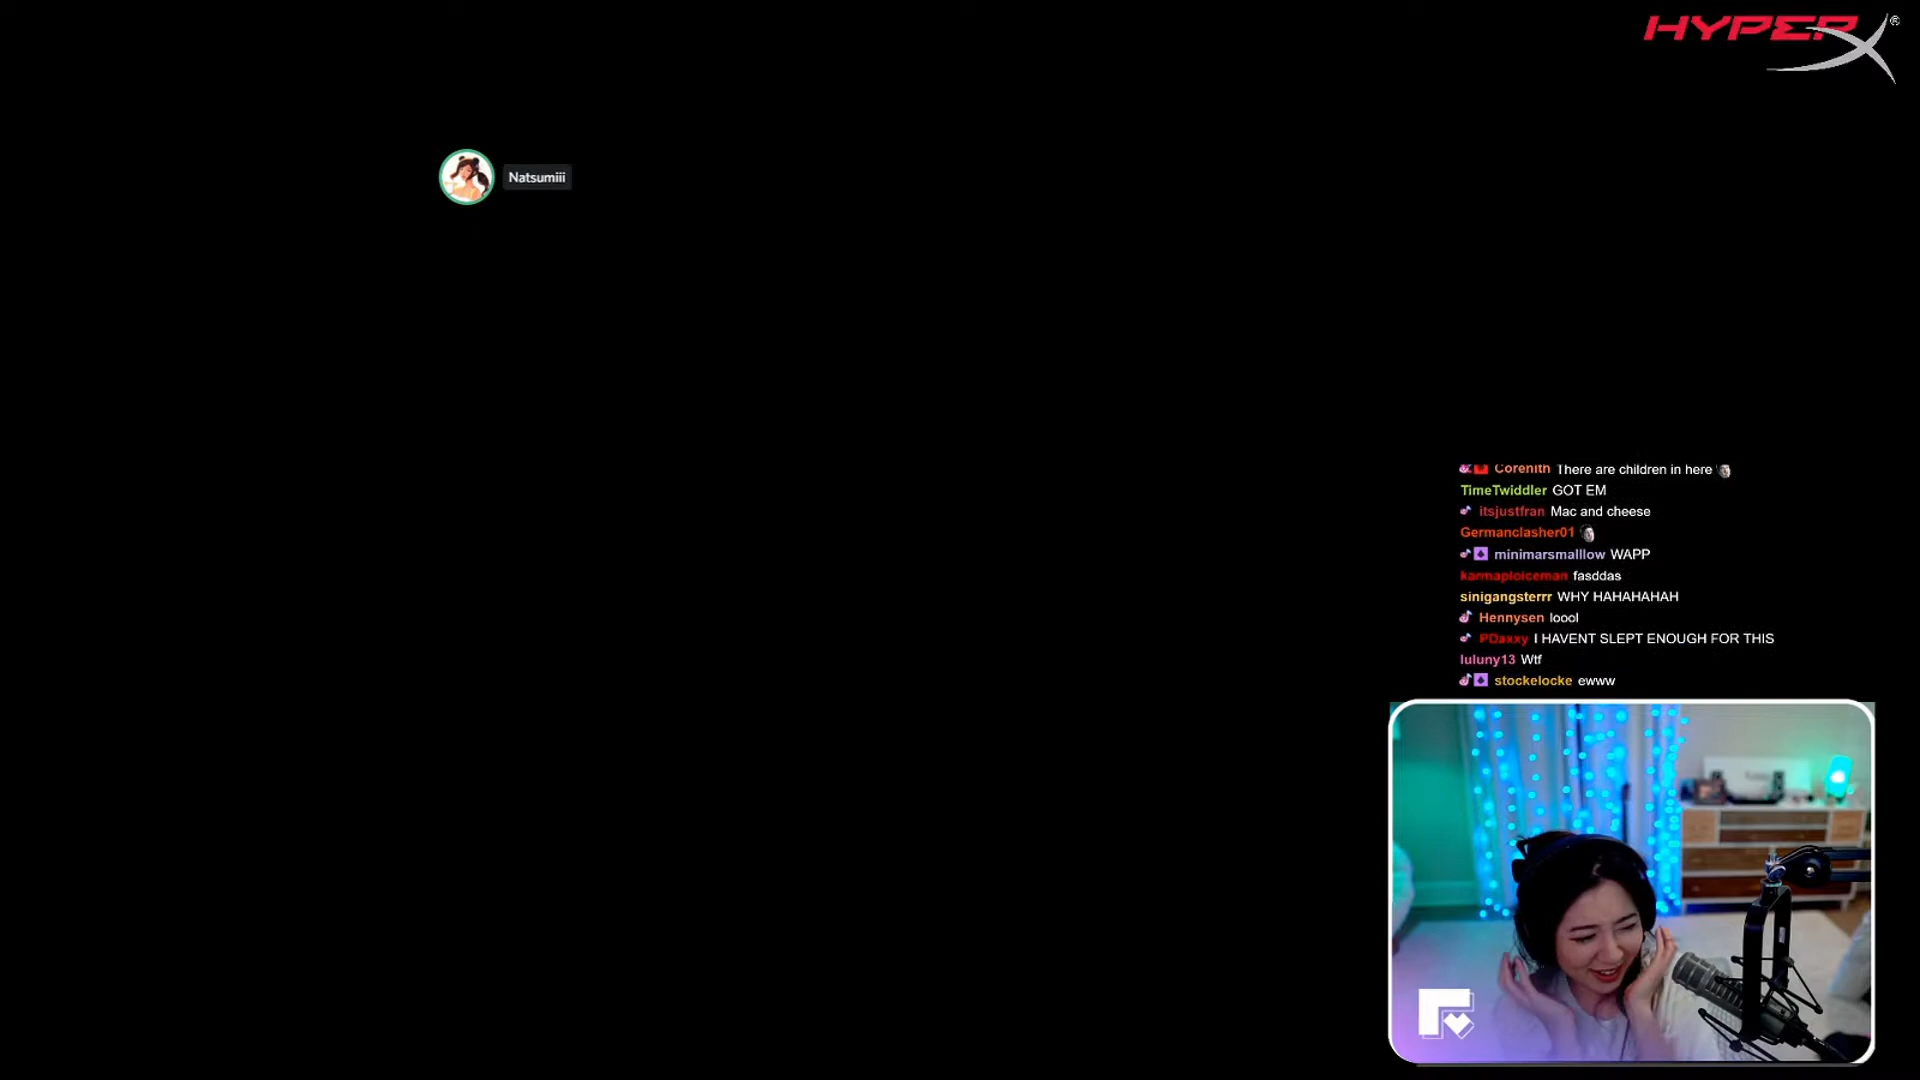 HYPERX®
Natsumiii
Corenith There are children in here
TimeTwiddler GOT EM
itsjustfran Mac and cheese
Germanclasher01
minimarsmalllow WAPP
karmaploiceman fasddas
sinigangsterrr WHY HAHAHAHAH
Hennysen loool
PDaxxy I HAVENT SLEPT ENOUGH FOR THIS
luluny13 Wtf
stockelocke ewww